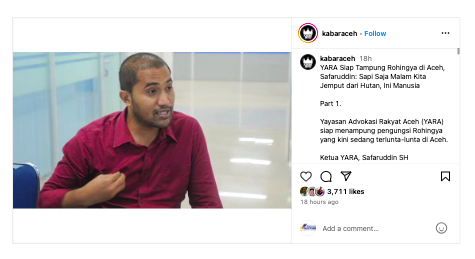 kabaraceh • Follow
kabaraceh 18h
YARA Siap Tampung Rohingya di Aceh,
Safaruddin: Sapi Saja Malam Kita
Jemput dari Hutan, Ini Manusia
Part 1.
Yayasan Advokasi Rakyat Aceh (YARA)
siap menampung pengungsi Rohingya
yang kini sedang terlunta-lunta di Aceh.
Ketua YARA, Safaruddin SH
3,711 likes
18 hours ago
Add a comment...